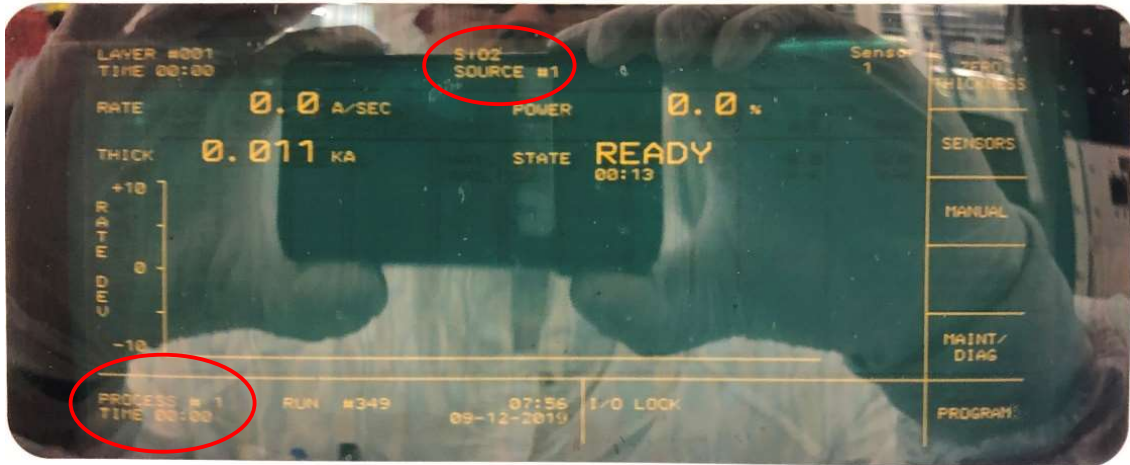 LAYER #001
TIME 00:00
SiO2
SOURCE #1
Sensor
1
ZERO
THICKNESS
RATE 0.0 A/SEC
POWER 0.0 %
SENSORS
THICK 0.011 KA
STATE READY
00:13
MANUAL
+10
RATE DEV
0
-10
MAINT/
DIAG
PROCESS # 1
TIME 00:00
RUN #349
07:56
09-12-2019
I/O LOCK
PROGRAM